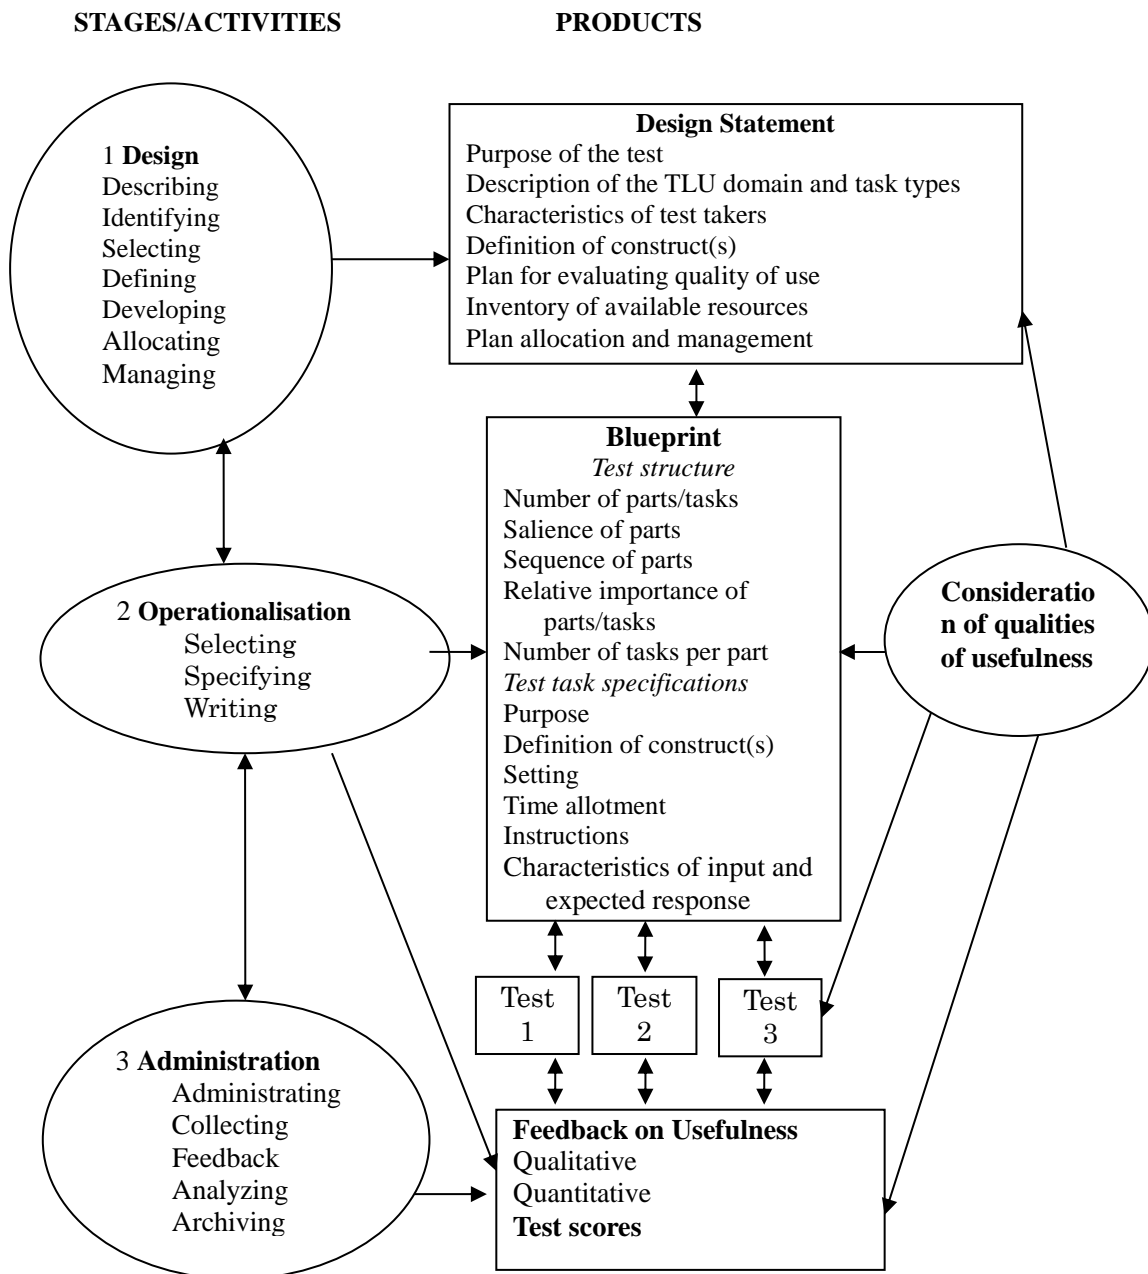 STAGES/ACTIVITIES
PRODUCTS
1 Design
Describing
Identifying
Selecting
Defining
Developing
Allocating
Managing
Design Statement
Purpose of the test
Description of the TLU domain and task types
Characteristics of test takers
Definition of construct(s)
Plan for evaluating quality of use
Inventory of available resources
Plan allocation and management
Blueprint
Test structure
Number of parts/tasks
Salience of parts
Sequence of parts
Relative importance of
parts/tasks
Number of tasks per part
Test task specifications
Purpose
Definition of construct(s)
Setting
Time allotment
Instructions
Characteristics of input and
expected response
2 Operationalisation
Selecting
Specifying
Writing
Consideratio
n of qualities
of usefulness
Test
1
Test
2
Test
3
3 Administration
Administrating
Collecting
Feedback
Analyzing
Archiving
Feedback on Usefulness
Qualitative
Quantitative
Test scores